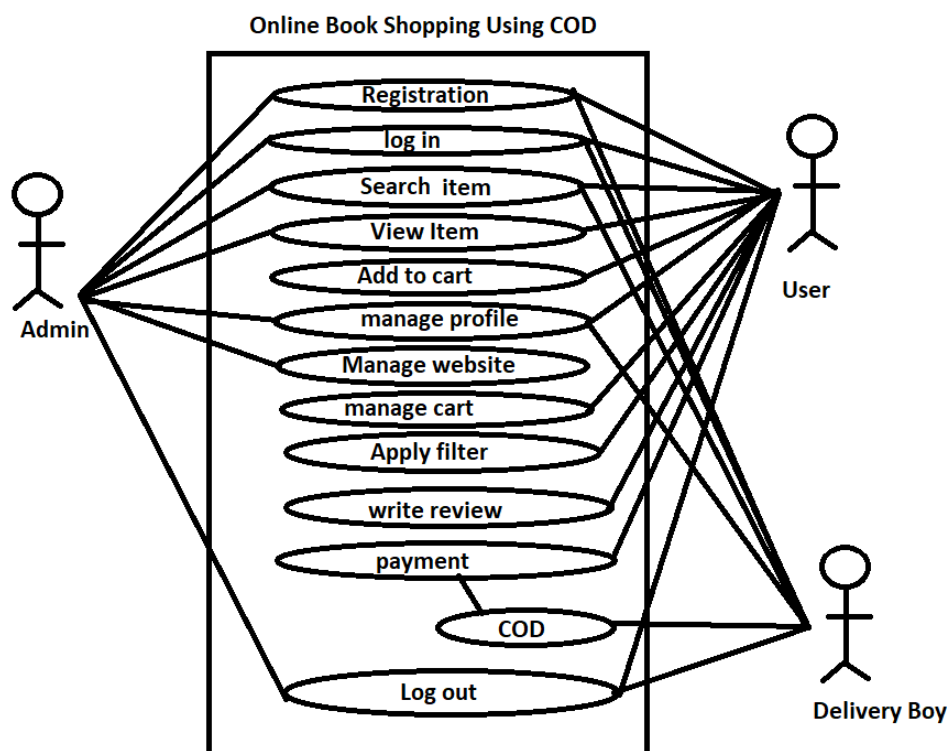 Online Book Shopping Using COD
Registration
log in
Search item
View Item
Add to cart
manage profile
Manage website
manage cart
Apply filter
write review
payment
COD
Log out
Admin
User
Delivery Boy